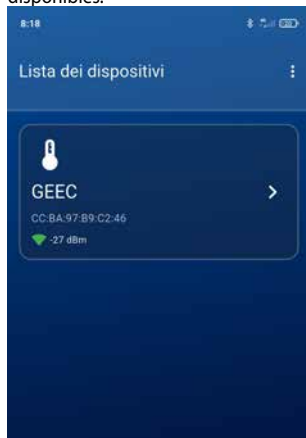 disponibles.
8:18
Lista dei dispositivi
GEEC
CC:BA:97:B9:C2:46
-27 dBm